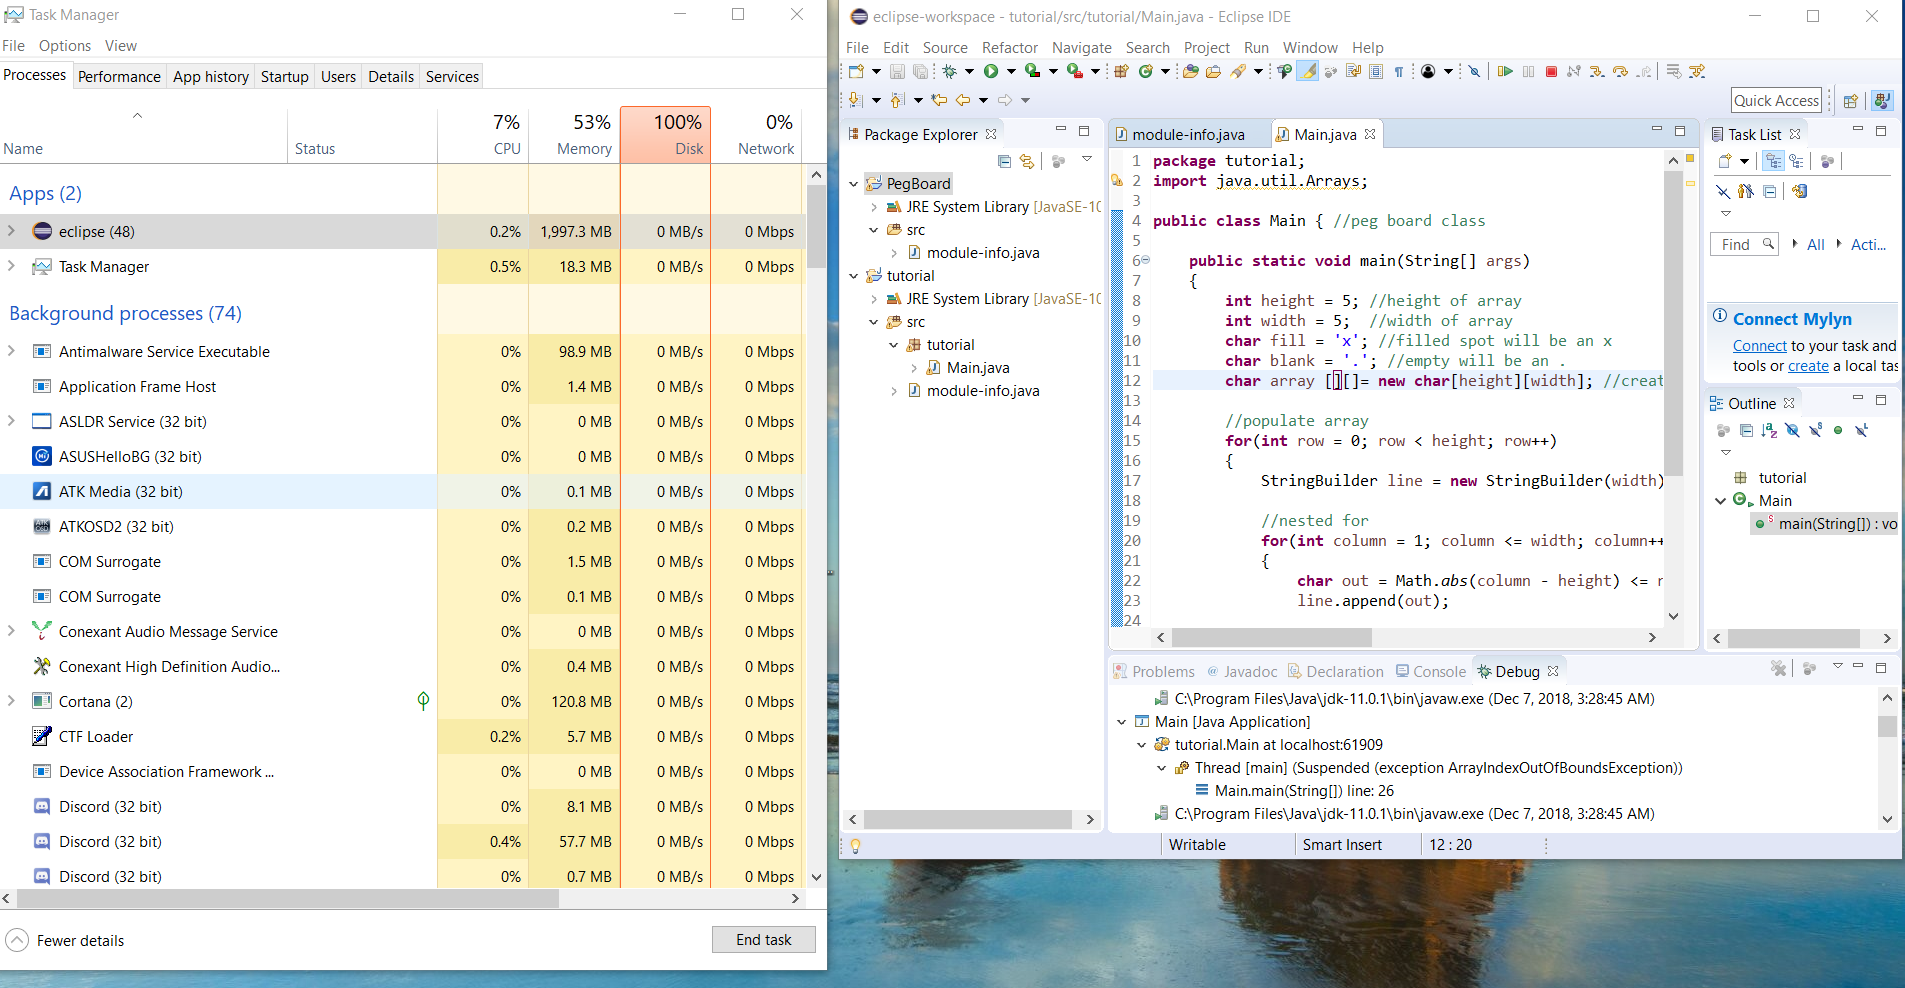 Task Manager
File Options View
Processes Performance App history Startup Users Details Services
7% 53% 100% 0%
Name Status CPU Memory Disk Network
Apps (2)
eclipse (48) 0.2% 1,997.3 MB 0 MB/s 0 Mbps
Task Manager 0.5% 18.3 MB 0 MB/s 0 Mbps
Background processes (74)
Antimalware Service Executable 0% 98.9 MB 0 MB/s 0 Mbps
Application Frame Host 0% 1.4 MB 0 MB/s 0 Mbps
ASLDR Service (32 bit) 0% 0 MB 0 MB/s 0 Mbps
ASUSHelloBG (32 bit) 0% 0 MB 0 MB/s 0 Mbps
ATK Media (32 bit) 0% 0.1 MB 0 MB/s 0 Mbps
ATKOSD2 (32 bit) 0% 0.2 MB 0 MB/s 0 Mbps
COM Surrogate 0% 1.5 MB 0 MB/s 0 Mbps
COM Surrogate 0% 0.1 MB 0 MB/s 0 Mbps
Conexant Audio Message Service 0% 0 MB 0 MB/s 0 Mbps
Conexant High Definition Audio... 0% 0.4 MB 0 MB/s 0 Mbps
Cortana (2) 0% 120.8 MB 0 MB/s 0 Mbps
CTF Loader 0.2% 5.7 MB 0 MB/s 0 Mbps
Device Association Framework ... 0% 0 MB 0 MB/s 0 Mbps
Discord (32 bit) 0% 8.1 MB 0 MB/s 0 Mbps
Discord (32 bit) 0.4% 57.7 MB 0 MB/s 0 Mbps
Discord (32 bit) 0% 0.7 MB 0 MB/s 0 Mbps
Fewer details End task
eclipse-workspace - tutorial/src/tutorial/Main.java - Eclipse IDE
File Edit Source Refactor Navigate Search Project Run Window Help
Quick Access
Package Explorer
PegBoard
JRE System Library [JavaSE-10
src
module-info.java
tutorial
JRE System Library [JavaSE-10
src
tutorial
Main.java
module-info.java
module-info.java Main.java
1 package tutorial;
2 import java.util.Arrays;
3
4 public class Main { //peg board class
5
6 public static void main(String[] args)
7 {
8 int height = 5; //height of array
9 int width = 5; //width of array
10 char fill = 'x'; //filled spot will be an x
11 char blank = '.'; //empty will be an .
12 char array [][]= new char[height][width]; //creat
13
14 //populate array
15 for(int row = 0; row < height; row++)
16 {
17 StringBuilder line = new StringBuilder(width)
18
19 //nested for
20 for(int column = 1; column <= width; column++
21 {
22 char out = Math.abs(column - height) <= r
23 line.append(out);
24
Task List
Find All Acti...
Connect Mylyn
Connect to your task and
tools or create a local tas
Outline
tutorial
Main
main(String[]) : vo
Problems @ Javadoc Declaration Console Debug
C:\Program Files\Java\jdk-11.0.1\bin\javaw.exe (Dec 7, 2018, 3:28:45 AM)
Main [Java Application]
tutorial.Main at localhost:61909
Thread [main] (Suspended (exception ArrayIndexOutOfBoundsException))
Main.main(String[]) line: 26
C:\Program Files\Java\jdk-11.0.1\bin\javaw.exe (Dec 7, 2018, 3:28:45 AM)
Writable Smart Insert 12 : 20